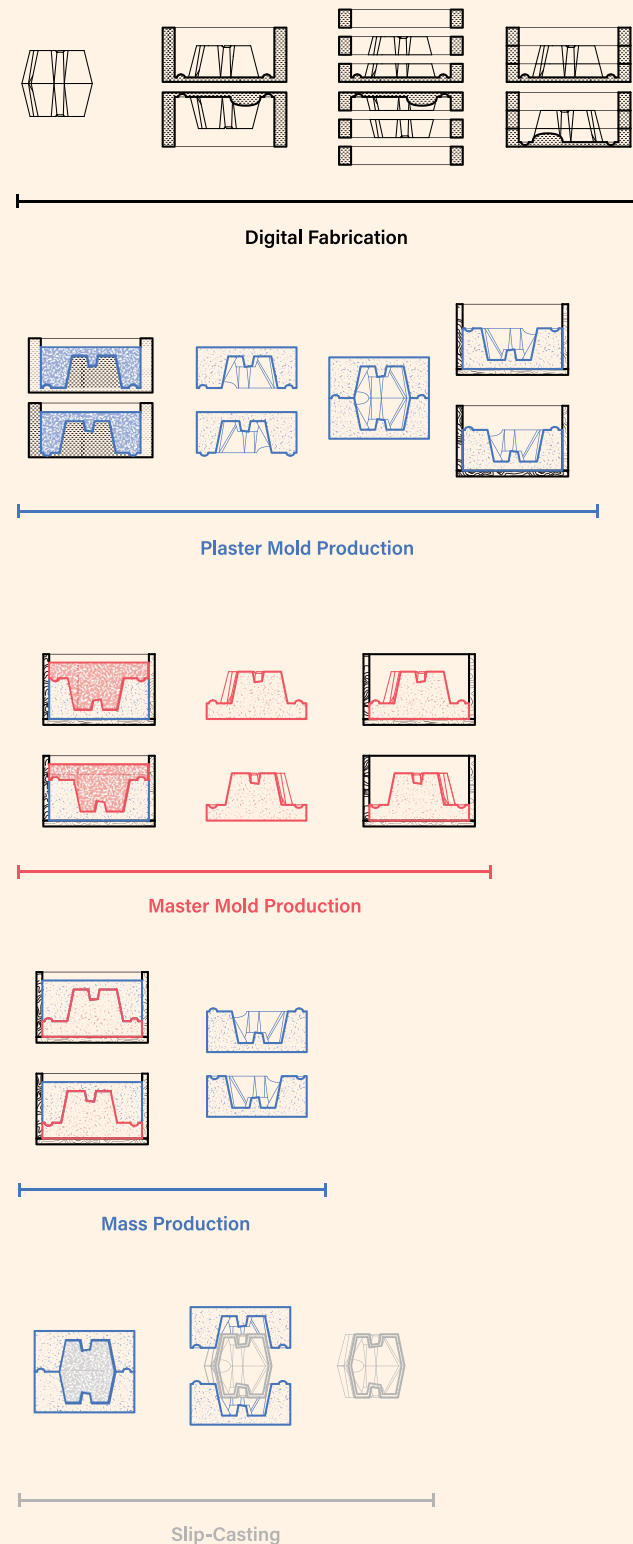 Digital Fabrication
Plaster Mold Production
Master Mold Production
Mass Production
Slip-Casting